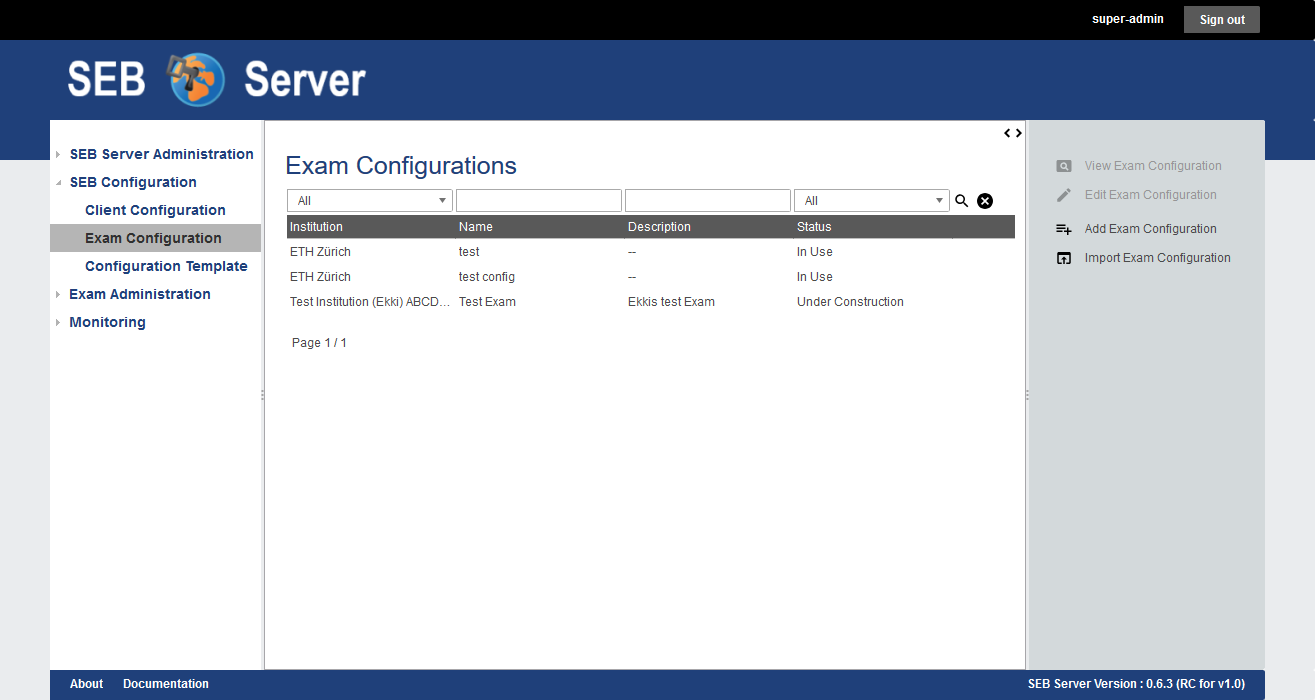 super-admin Sign out
SEB Server
SEB Server Administration
SEB Configuration
Client Configuration
Exam Configuration
Configuration Template
Exam Administration
Monitoring
Exam Configurations
All All
Institution Name Description Status
ETH Zürich test -- In Use
ETH Zürich test config -- In Use
Test Institution (Ekki) ABCD... Test Exam Ekkis test Exam Under Construction
Page 1 / 1
View Exam Configuration
Edit Exam Configuration
Add Exam Configuration
Import Exam Configuration
About Documentation SEB Server Version : 0.6.3 (RC for v1.0)